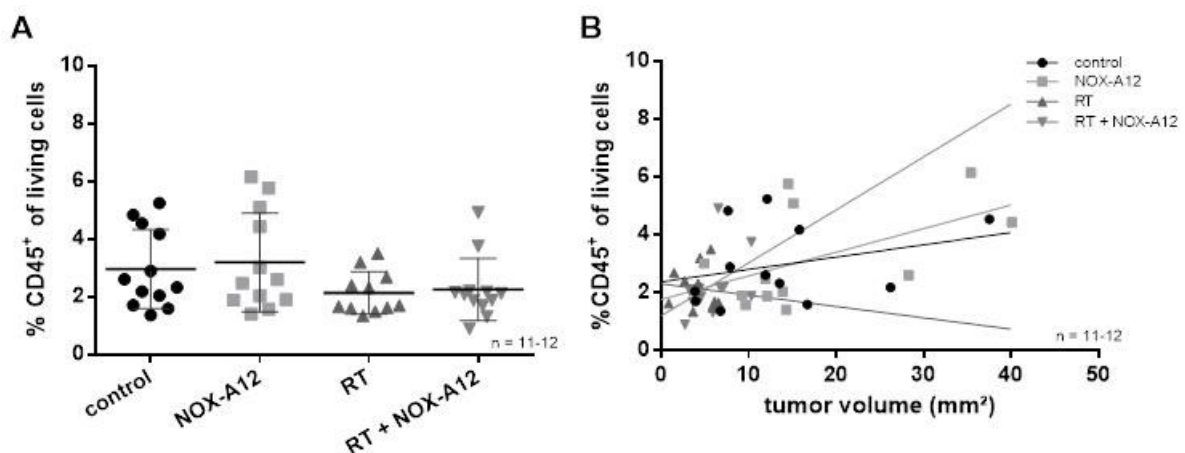 A
% CD45+ of living cells
10
8
6
4
2
0
n = 11-12
control
NOX-A12
RT
RT + NOX-A12
B
%CD45+ of living cells
10
8
6
4
2
0
control
NOX-A12
RT
RT + NOX-A12
n = 11-12
0 10 20 30 40 50
tumor volume (mm²)